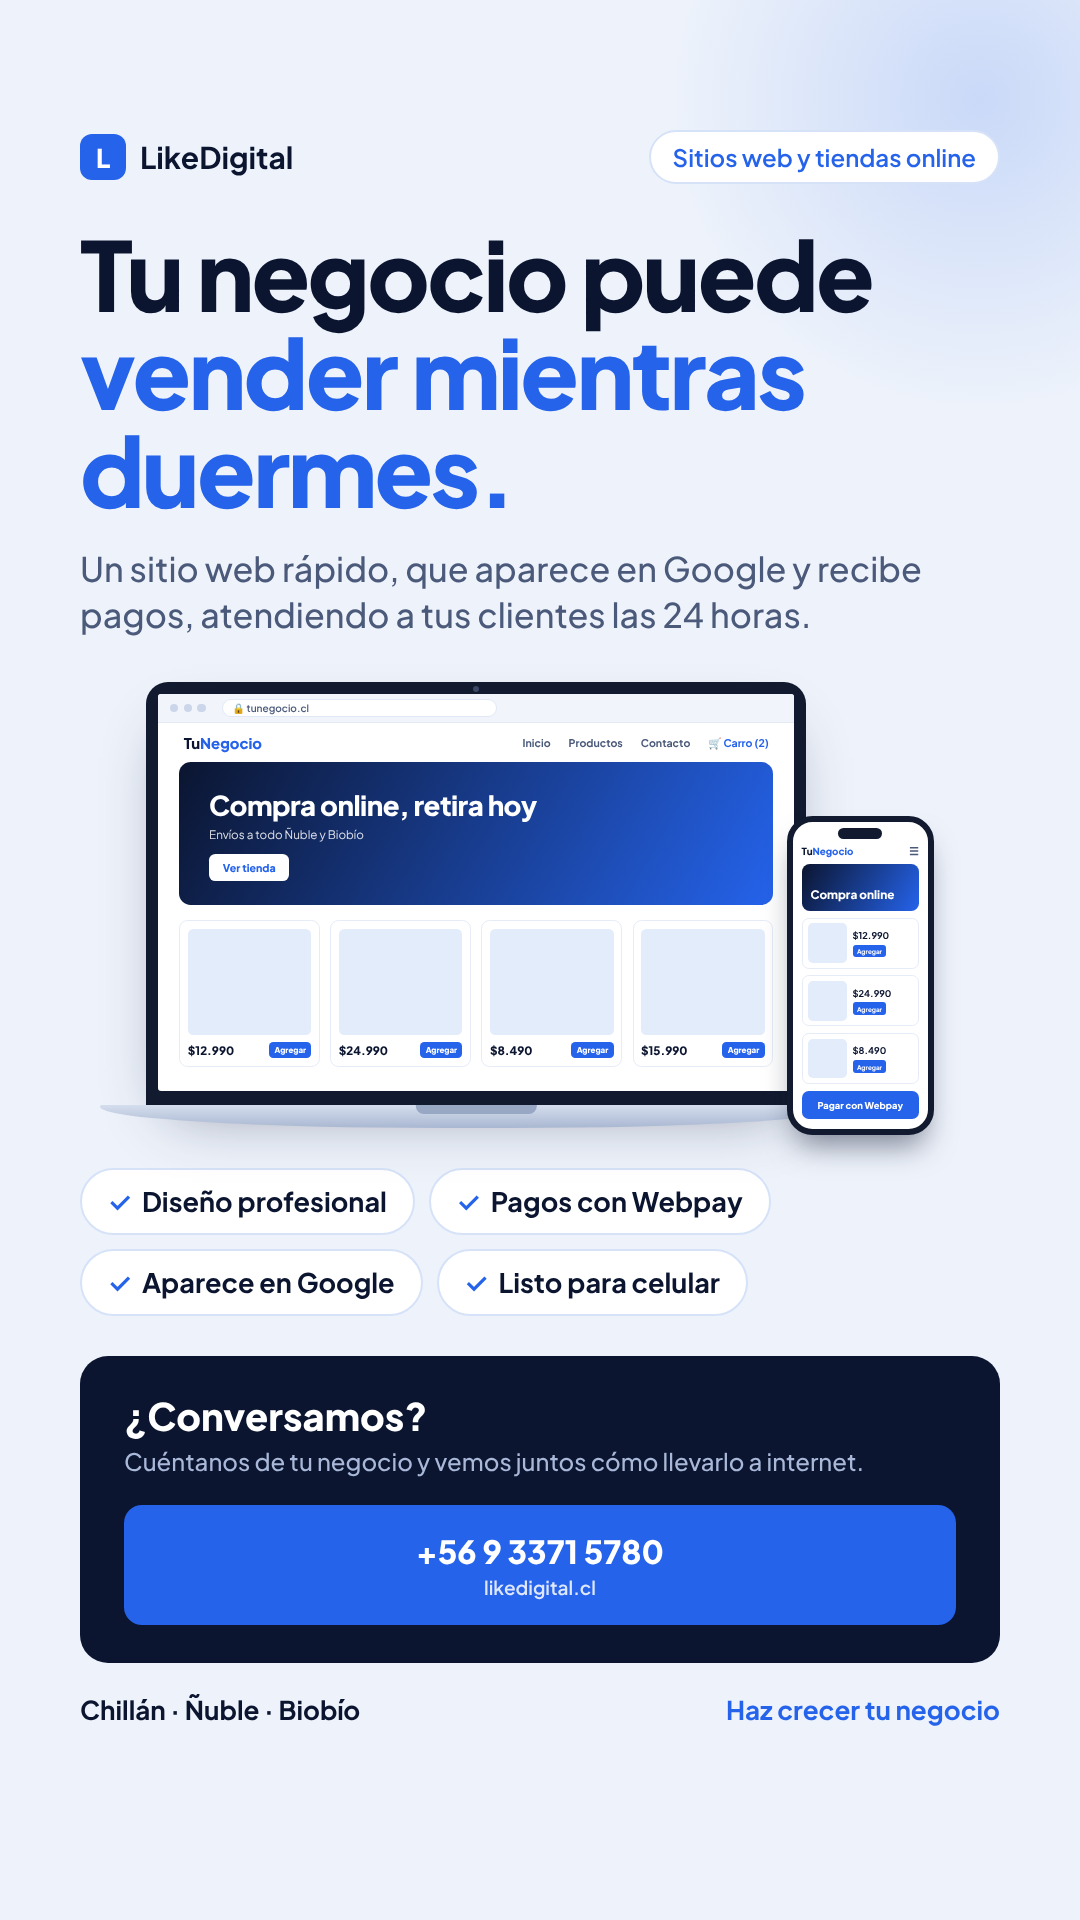 L LikeDigital
Sitios web y tiendas online
Tu negocio puede
vender mientras
duermes.
Un sitio web rápido, que aparece en Google y recibe
pagos, atendiendo a tus clientes las 24 horas.
tunegocio.cl
TuNegocio
Inicio Productos Contacto Carro (2)
Compra online, retira hoy
Envíos a todo Ñuble y Biobío
Ver tienda
$12.990 Agregar
$24.990 Agregar
$8.490 Agregar
$15.990 Agregar
TuNegocio
Compra online
$12.990
Agregar
$24.990
Agregar
$8.490
Agregar
Pagar con Webpay
Diseño profesional
Pagos con Webpay
Aparece en Google
Listo para celular
¿Conversamos?
Cuéntanos de tu negocio y vemos juntos cómo llevarlo a internet.
+56 9 3371 5780
likedigital.cl
Chillán · Ñuble · Biobío
Haz crecer tu negocio